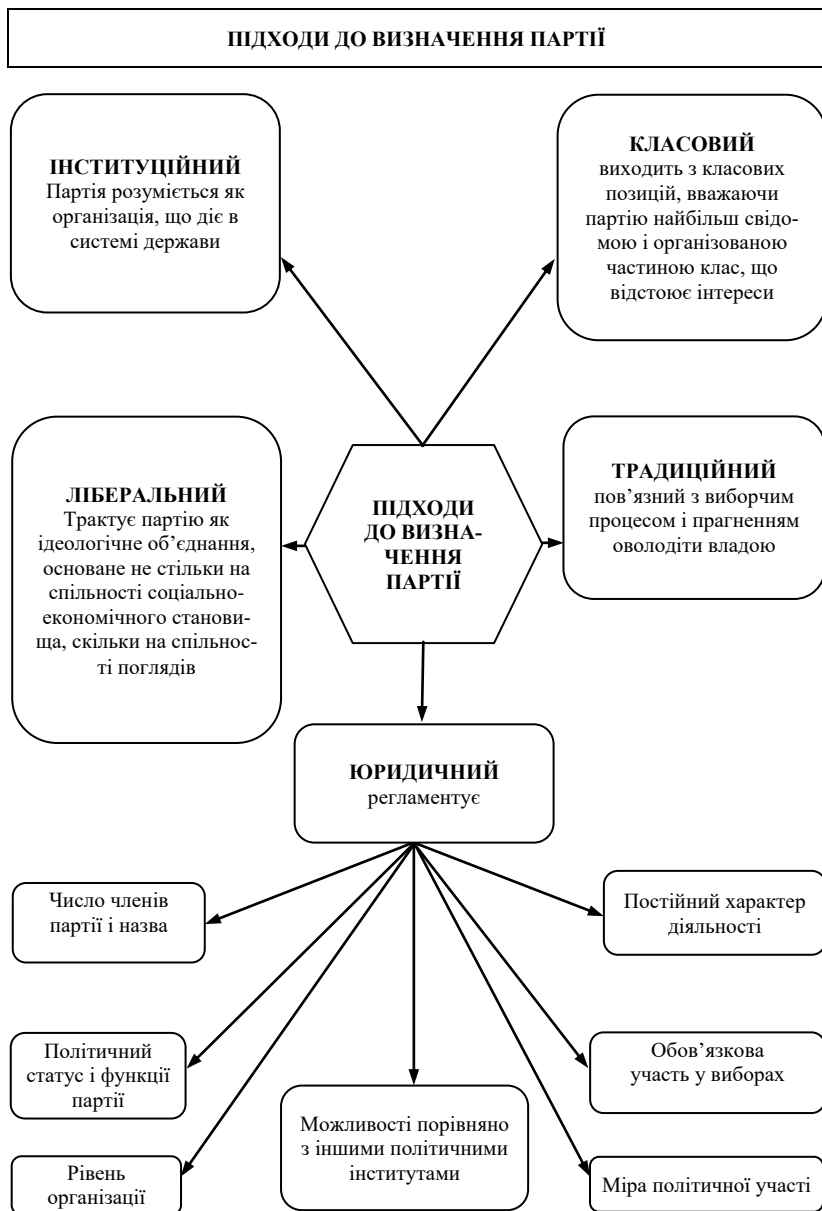 ПІДХОДИ ДО ВИЗНАЧЕННЯ ПАРТІЇ
ІНСТИТУЦІЙНИЙ
Партія розуміється як
організація, що діє в
системі держави
КЛАСОВИЙ
виходить з класових
позицій, вважаючи
партію найбільш свідо-
мою і організованою
частиною клас, що
відстоює інтереси
ЛІБЕРАЛЬНИЙ
Трактує партію як
ідеологічне об’єднання,
основане не стільки на
спільності соціально-
економічного станови-
ща, скільки на спільнос-
ті поглядів
ПІДХОДИ
ДО ВИЗНА-
ЧЕННЯ
ПАРТІЇ
ТРАДИЦІЙНИЙ
пов’язний з виборчим
процесом і прагненням
оволодіти владою
ЮРИДИЧНИЙ
регламентує
Число членів
партії і назва
Постійний характер
діяльності
Політичний
статус і функції
партії
Обов’язкова
участь у виборах
Можливості порівняно
з іншими політичними
інститутами
Рівень
організації
Міра політичної участі